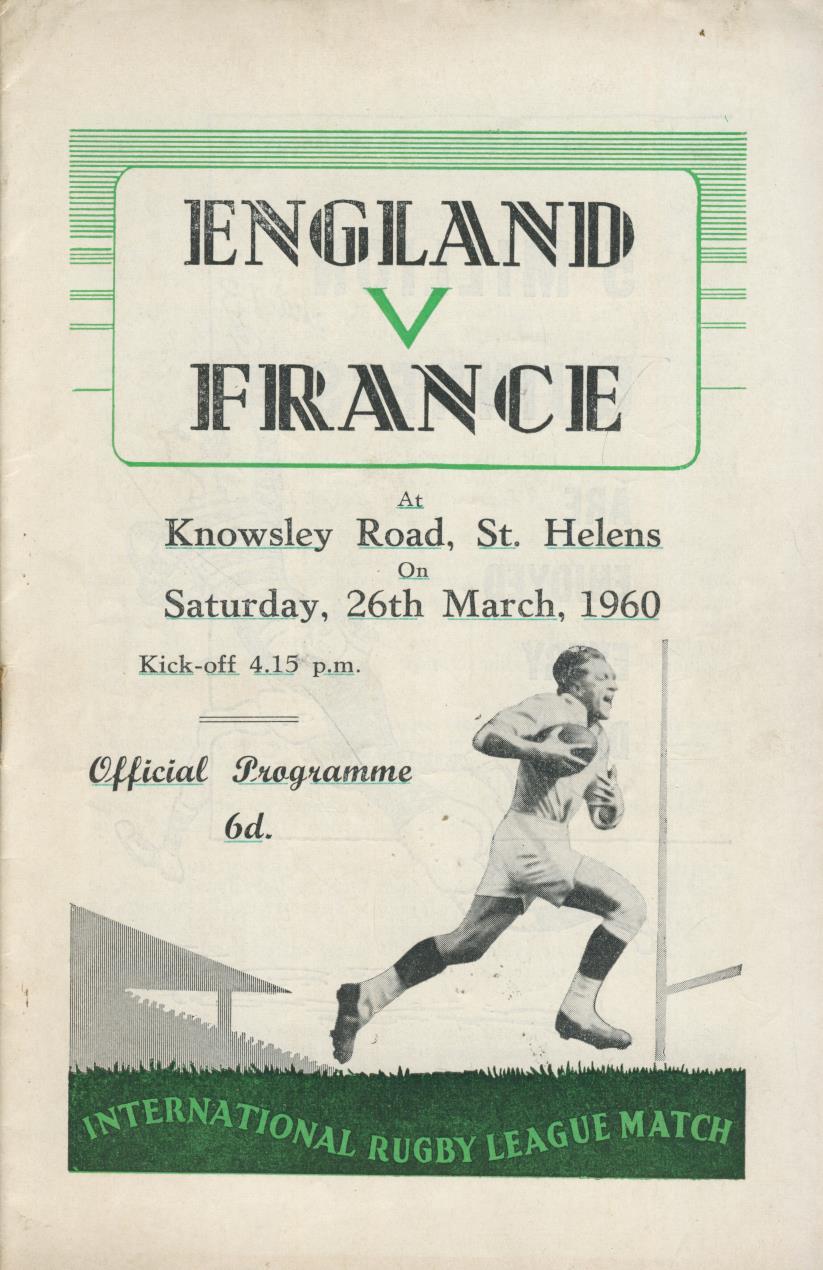 ENGLAND
V
FRANCE
At
Knowsley Road, St. Helens
On
Saturday, 26th March, 1960
Kick-off 4.15 p.m.
Official Programme
6d.
INTERNATIONAL RUGBY LEAGUE MATCH